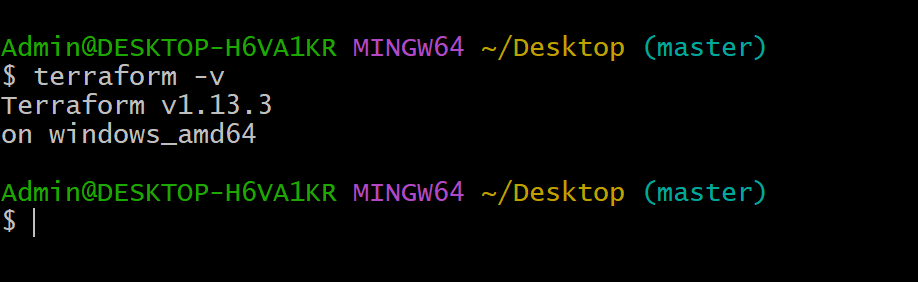 Admin@DESKTOP-H6VA1KR MINGW64 ~/Desktop (master)
$ terraform -v
Terraform v1.13.3
on windows_amd64
Admin@DESKTOP-H6VA1KR MINGW64 ~/Desktop (master)
$